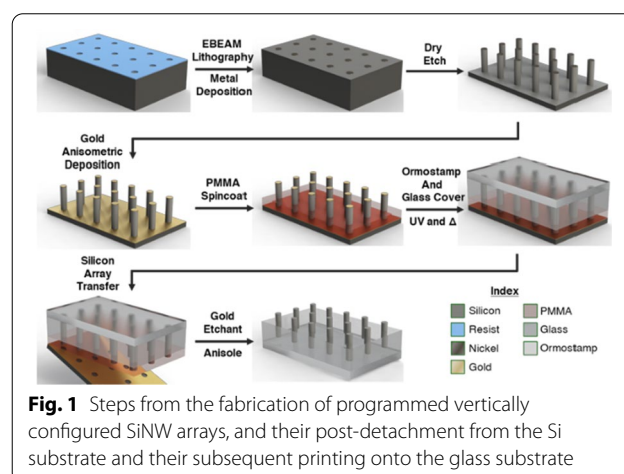 EBEAM
Lithography
Metal
Deposition
Dry
Etch
Gold
Anisometric
Deposition
PMMA
Spincoat
Ormostamp
And
Glass Cover
UV and Δ
Silicon
Array
Transfer
Gold
Etchant
Anisole
Index
Silicon
PMMA
Resist
Glass
Nickel
Ormostamp
Gold
Fig. 1 Steps from the fabrication of programmed vertically
configured SiNW arrays, and their post-detachment from the Si
substrate and their subsequent printing onto the glass substrate